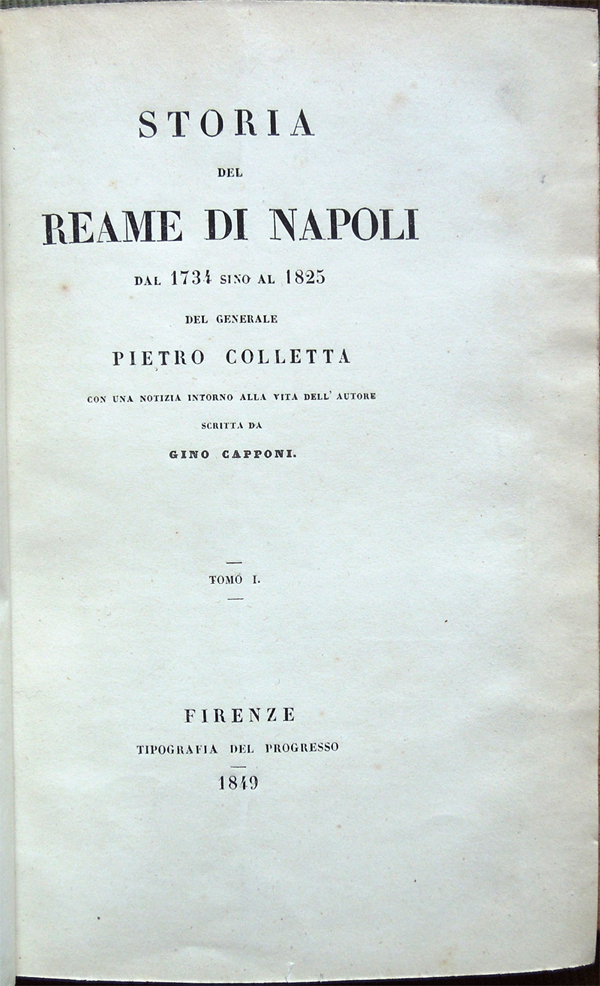 STORIA
DEL
REAME DI NAPOLI
DAL 1734 SINO AL 1825
DEL GENERALE
PIETRO COLLETTA
CON UNA NOTIZIA INTORNO ALLA VITA DELL' AUTORE
SCRITTA DA
GINO CAPPONI.
TOMO I.
FIRENZE
TIPOGRAFIA DEL PROGRESSO
1849